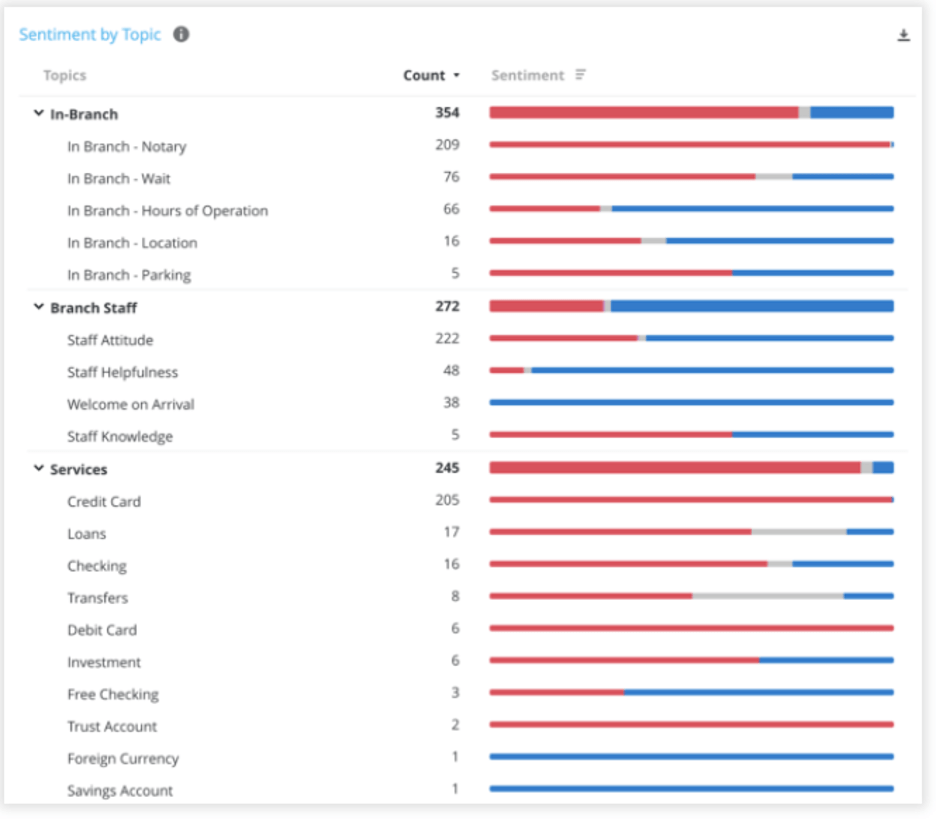 Sentiment by Topic
Topics Count Sentiment
In-Branch 354
In Branch - Notary 209
In Branch - Wait 76
In Branch - Hours of Operation 66
In Branch - Location 16
In Branch - Parking 5
Branch Staff 272
Staff Attitude 222
Staff Helpfulness 48
Welcome on Arrival 38
Staff Knowledge 5
Services 245
Credit Card 205
Loans 17
Checking 16
Transfers 8
Debit Card 6
Investment 6
Free Checking 3
Trust Account 2
Foreign Currency 1
Savings Account 1